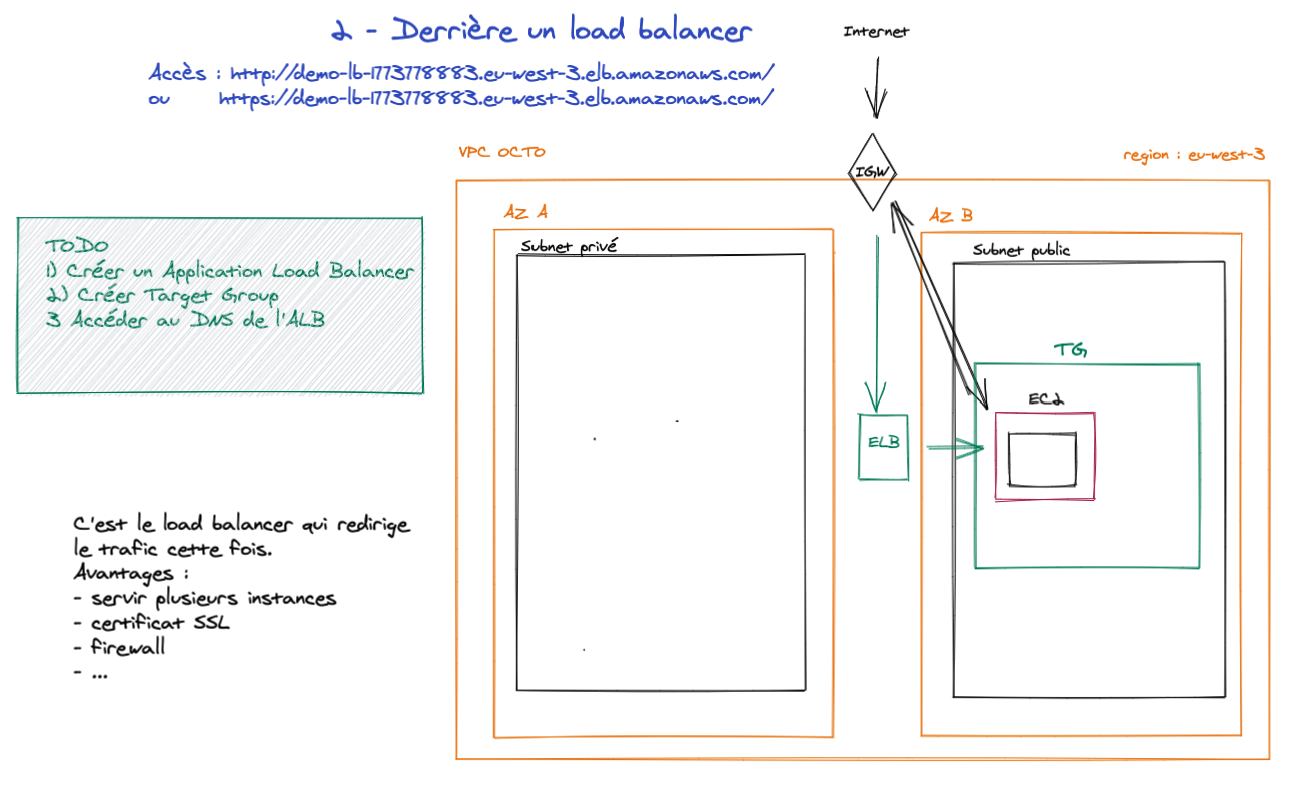 2 - Derrière un load balancer
Accès : http://demo-lb-1773778883.eu-west-3.elb.amazonaws.com/
ou https://demo-lb-1773778883.eu-west-3.elb.amazonaws.com/
Internet
IGW
VPC OCTO
region : eu-west-3
AZ A
Subnet privé
AZ B
Subnet public
TG
EC2
ELB
TODO
1) Créer un Application Load Balancer
2) Créer Target Group
3 Accéder au DNS de l'ALB
C'est le load balancer qui redirige
le trafic cette fois.
Avantages :
- servir plusieurs instances
- certificat SSL
- firewall
- ...